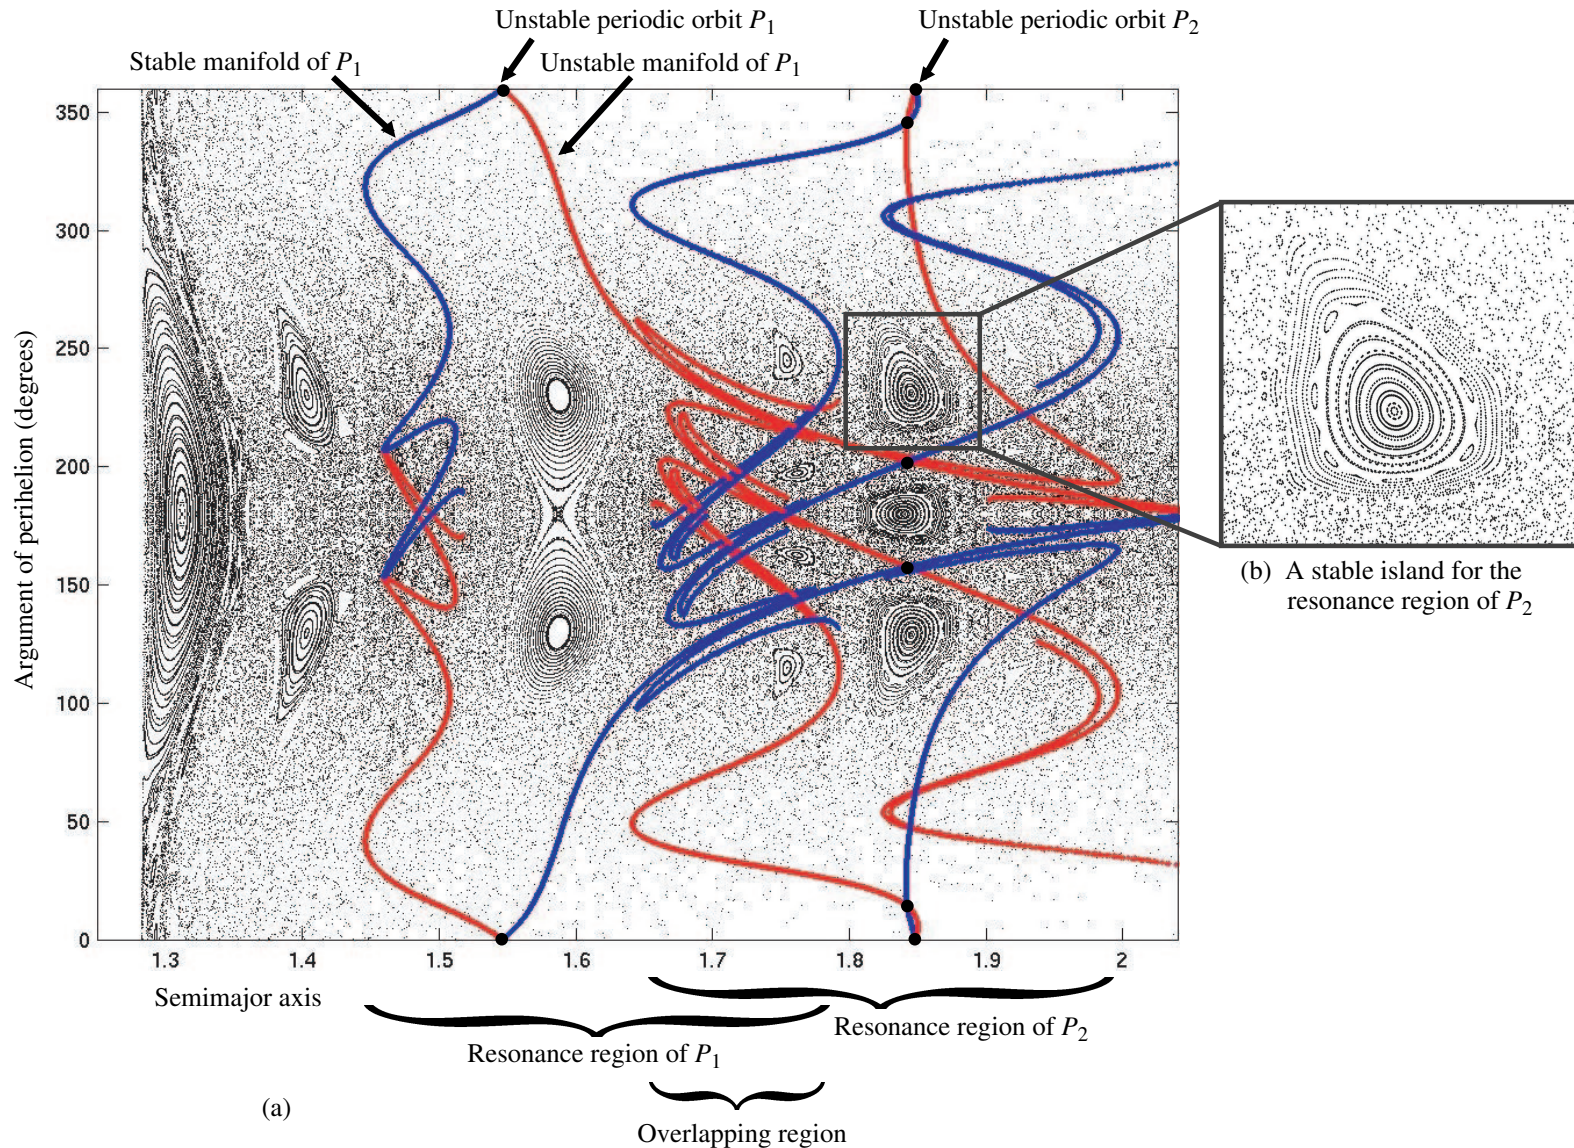 Unstable periodic orbit P1
Unstable periodic orbit P2
Stable manifold of P1
Unstable manifold of P1
Argument of perihelion (degrees)
350
300
250
200
150
100
50
0
1.3 1.4 1.5 1.6 1.7 1.8 1.9 2
Semimajor axis
(b) A stable island for the
resonance region of P2
Resonance region of P2
Resonance region of P1
(a)
Overlapping region